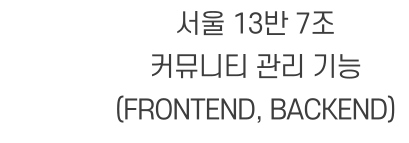 서울 13반 7조
커뮤니티 관리 기능
(FRONTEND, BACKEND)